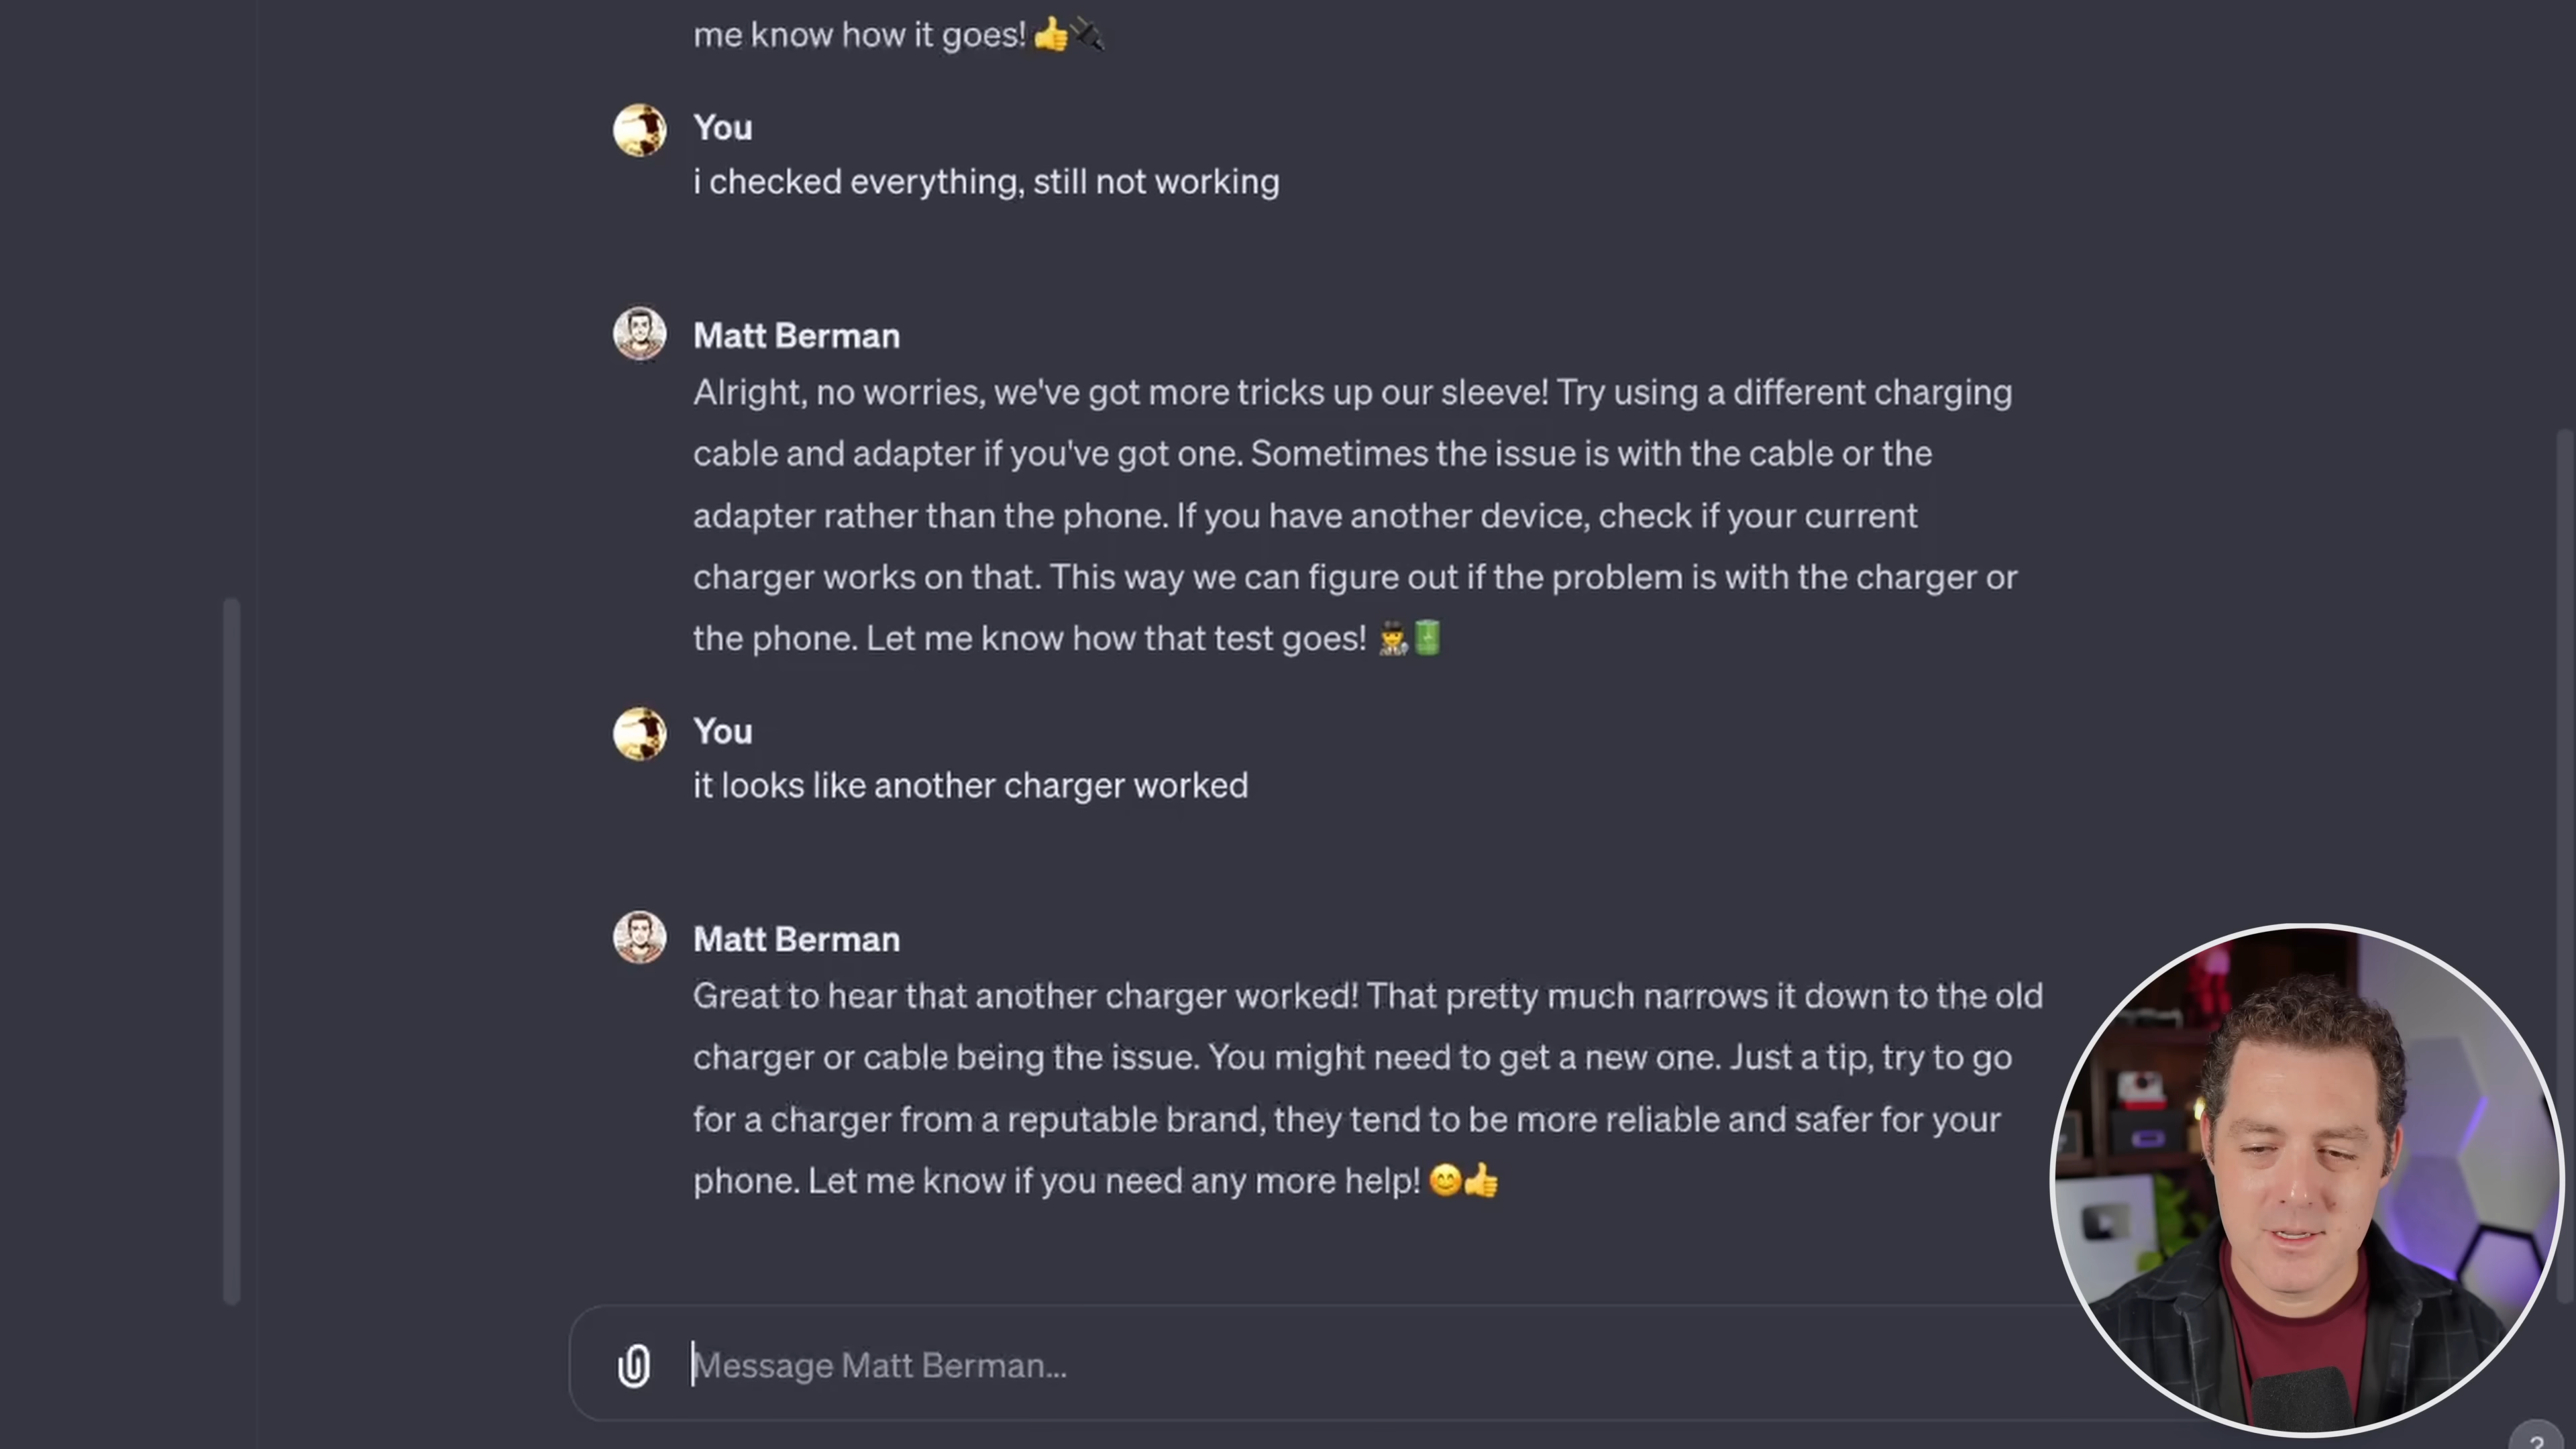 me know how it goes! 👍🔌
You
i checked everything, still not working
Matt Berman
Alright, no worries, we've got more tricks up our sleeve! Try using a different charging
cable and adapter if you've got one. Sometimes the issue is with the cable or the
adapter rather than the phone. If you have another device, check if your current
charger works on that. This way we can figure out if the problem is with the charger or
the phone. Let me know how that test goes! 🕵️🔋
You
it looks like another charger worked
Matt Berman
Great to hear that another charger worked! That pretty much narrows it down to the old
charger or cable being the issue. You might need to get a new one. Just a tip, try to go
for a charger from a reputable brand, they tend to be more reliable and safer for your
phone. Let me know if you need any more help! 😊👍
Message Matt Berman...
?